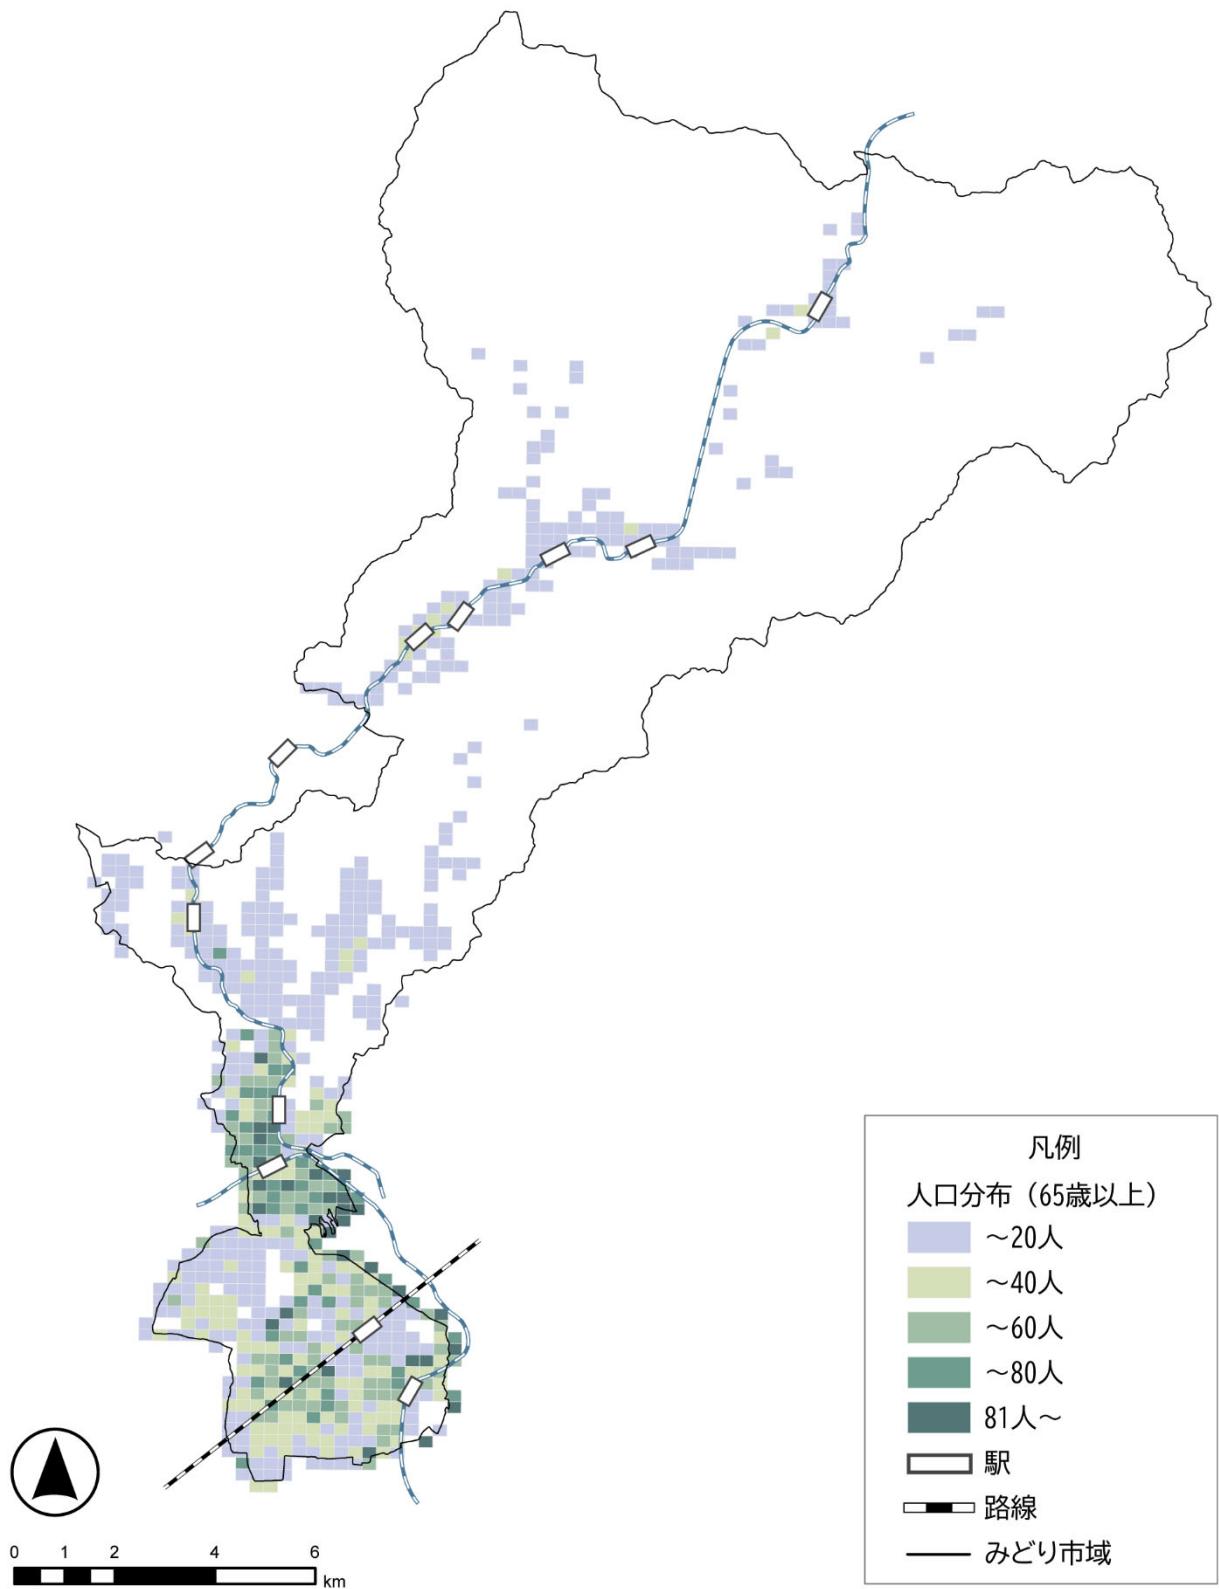 凡例
人口分布（65歳以上）
～20人
～40人
～60人
～80人
81人～
駅
路線
みどり市域
0 1 2 4 6
km